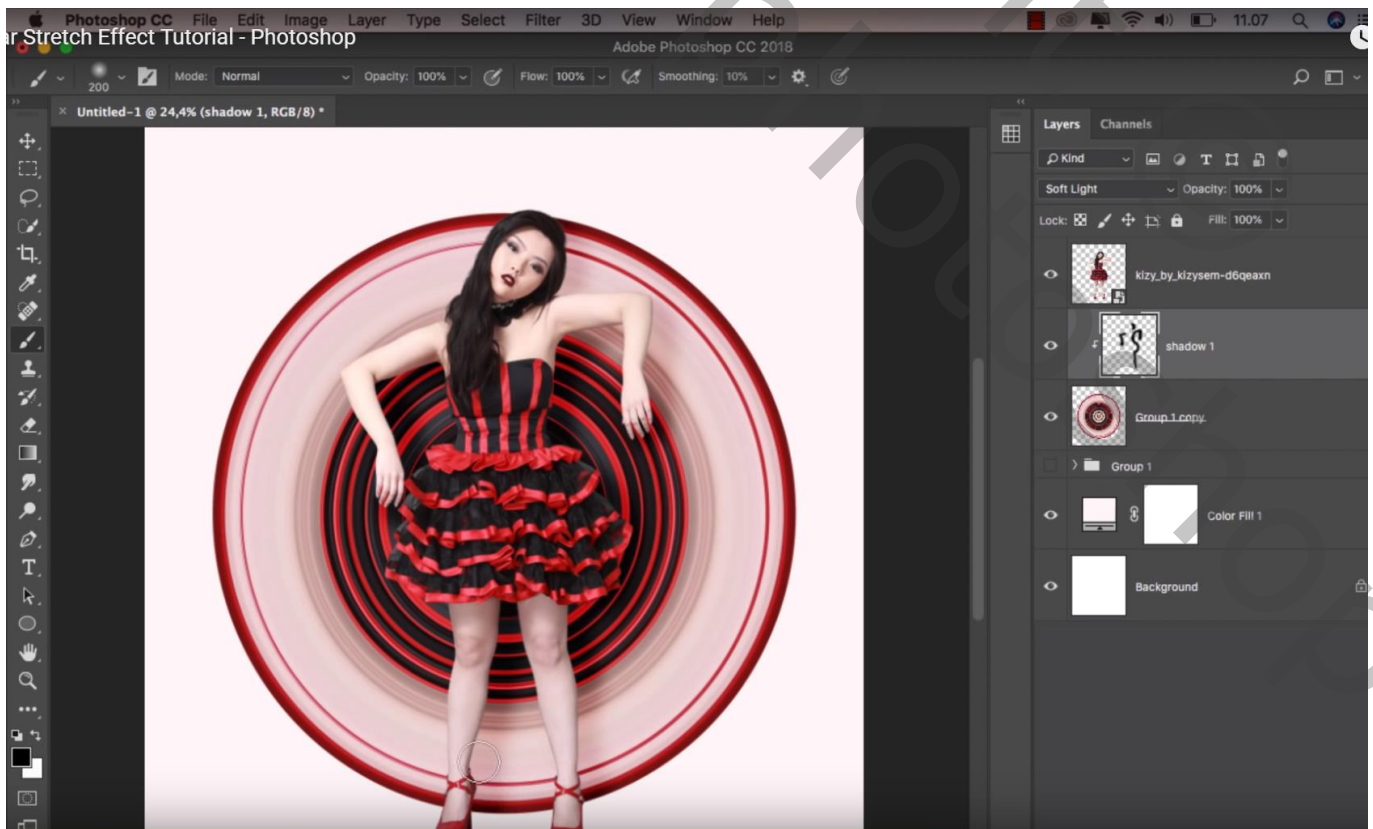 Photoshop CC File Edit Image Layer Type Select Filter 3D View Window Help 11.07
ar Stretch Effect Tutorial - Photoshop
Adobe Photoshop CC 2018
200 Mode: Normal Opacity: 100% Flow: 100% Smoothing: 10%
× Untitled-1 @ 24,4% (shadow 1, RGB/8) *
Layers Channels
Kind
Soft Light Opacity: 100%
Lock: Fill: 100%
kizy_by_kizysem-d6qeaxn
shadow 1
Group 1 copy
Group 1
Color Fill 1
Background